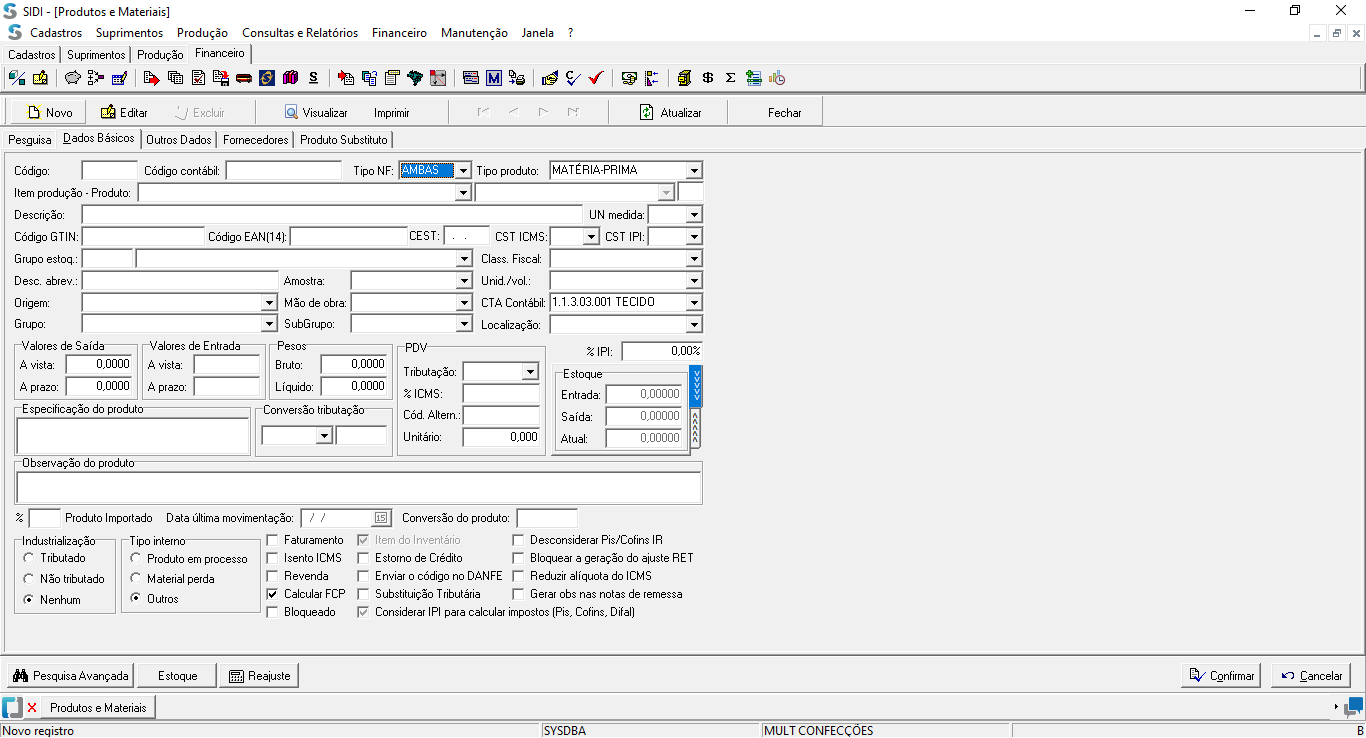 SIDI - [Produtos e Materiais]
Cadastros Suprimentos Produção Consultas e Relatórios Financeiro Manutenção Janela ?
Cadastros Suprimentos Produção Financeiro
Novo Editar Excluir Visualizar Imprimir Atualizar Fechar
Pesquisa Dados Básicos Outros Dados Fornecedores Produto Substituto
Código: Código contábil: Tipo NF: AMBAS Tipo produto: MATÉRIA-PRIMA
Item produção - Produto:
Descrição: UN medida:
Código GTIN: Código EAN(14): CEST: . . CST ICMS: CST IPI:
Grupo estoq.: Class. Fiscal:
Desc. abrev.: Amostra: Unid./vol.:
Origem: Mão de obra: CTA Contábil: 1.1.3.03.001 TECIDO
Grupo: SubGrupo: Localização:
Valores de Saída Valores de Entrada Pesos PDV % IPI: 0,00%
A vista: 0,0000 A vista: Bruto: 0,0000 Tributação: Estoque
A prazo: 0,0000 A prazo: Líquido: 0,0000 % ICMS: Entrada: 0,00000
Especificação do produto Conversão tributação Cód. Altern.: Saída: 0,00000
Unitário: 0,000 Atual: 0,00000
Observação do produto
% Produto Importado Data última movimentação: / / 15 Conversão do produto:
Industrialização Tipo interno Faturamento Item do Inventário Desconsiderar Pis/Cofins IR
Tributado Produto em processo Isento ICMS Estorno de Crédito Bloquear a geração do ajuste RET
Não tributado Material perda Revenda Enviar o código no DANFE Reduzir alíquota do ICMS
Nenhum Outros Calcular FCP Substituição Tributária Gerar obs nas notas de remessa
Bloqueado Considerar IPI para calcular impostos (Pis, Cofins, Difal)
Pesquisa Avançada Estoque Reajuste Confirmar Cancelar
Produtos e Materiais
Novo registro SYSDBA MULT CONFECÇÕES B